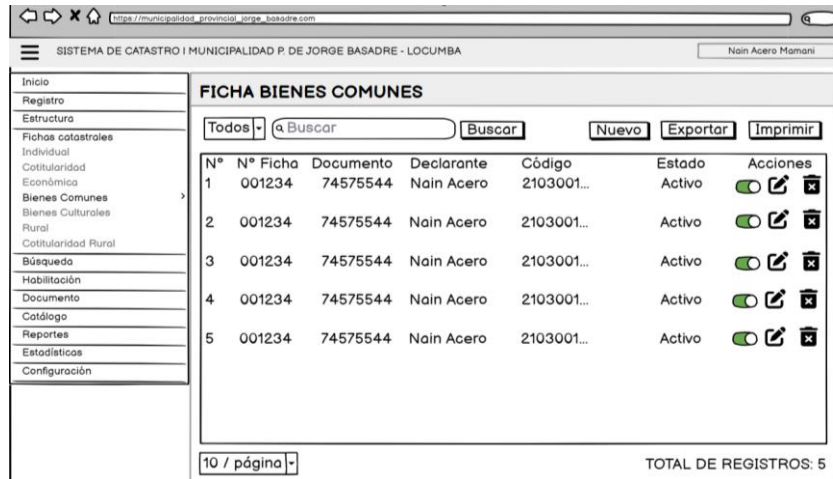 https://municipalidad_provincial_jorge_basadre.com
SISTEMA DE CATASTRO I MUNICIPALIDAD P. DE JORGE BASADRE - LOCUMBA
Nain Acero Mamani
Inicio
Registro
Estructura
Fichas catastrales
Individual
Cotitularidad
Económica
Bienes Comunes
Bienes Culturales
Rural
Cotitularidad Rural
Búsqueda
Habilitación
Documento
Catálogo
Reportes
Estadísticas
Configuración
FICHA BIENES COMUNES
Todos Buscar Buscar Nuevo Exportar Imprimir
N° N° Ficha Documento Declarante Código Estado Acciones
1 001234 74575544 Nain Acero 2103001... Activo
2 001234 74575544 Nain Acero 2103001... Activo
3 001234 74575544 Nain Acero 2103001... Activo
4 001234 74575544 Nain Acero 2103001... Activo
5 001234 74575544 Nain Acero 2103001... Activo
10 / página TOTAL DE REGISTROS: 5